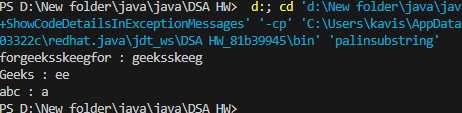 PS D:\New folder\java\java\DSA HW>  d:; cd 'd:\New folder\java\jav
+ShowCodeDetailsInExceptionMessages' '-cp' 'C:\Users\kavis\AppData
03322c\redhat.java\jdt_ws\DSA HW_81b39945\bin' 'palinsubstring'
forgeeksskeegfor : geeksskeeg
Geeks : ee
abc : a
PS D:\New folder\java\java\DSA HW>